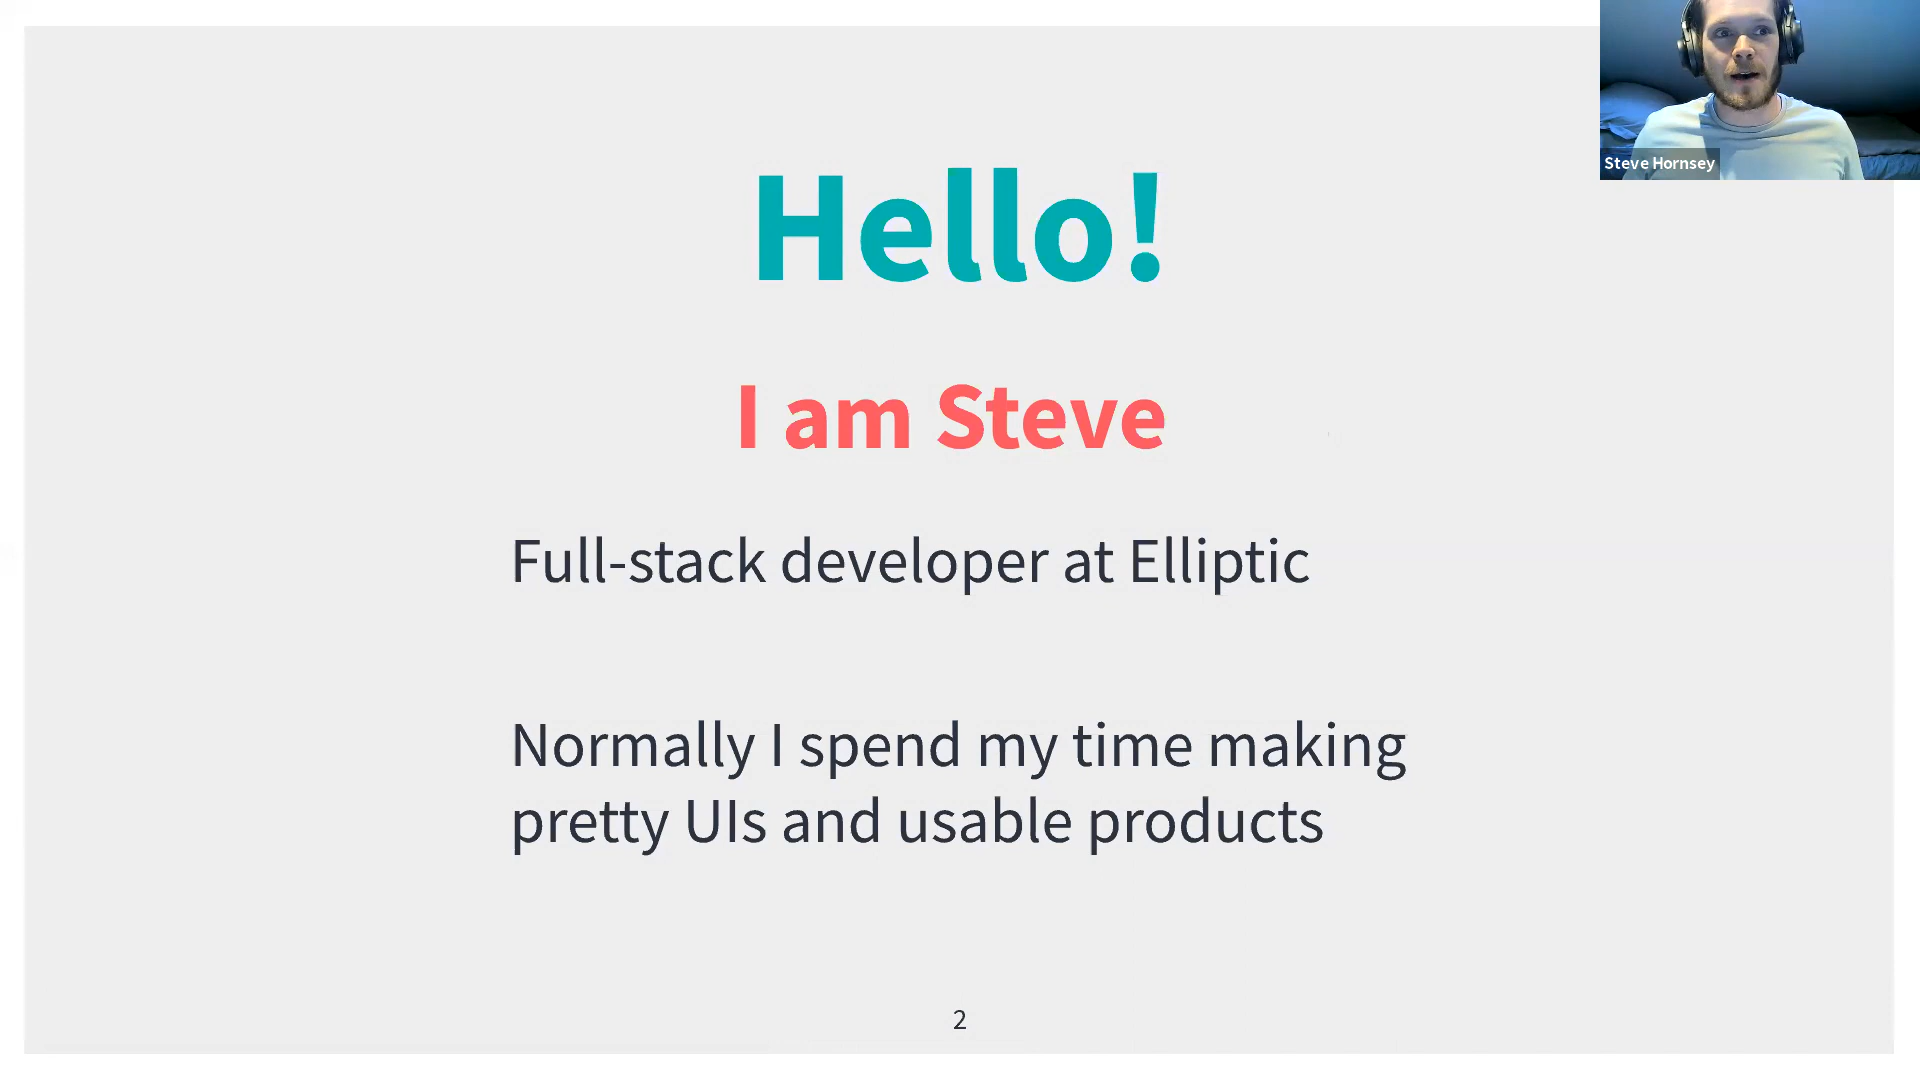 Steve Hornsey
Hello!
I am Steve
Full-stack developer at Elliptic
Normally I spend my time making
pretty UIs and usable products
2